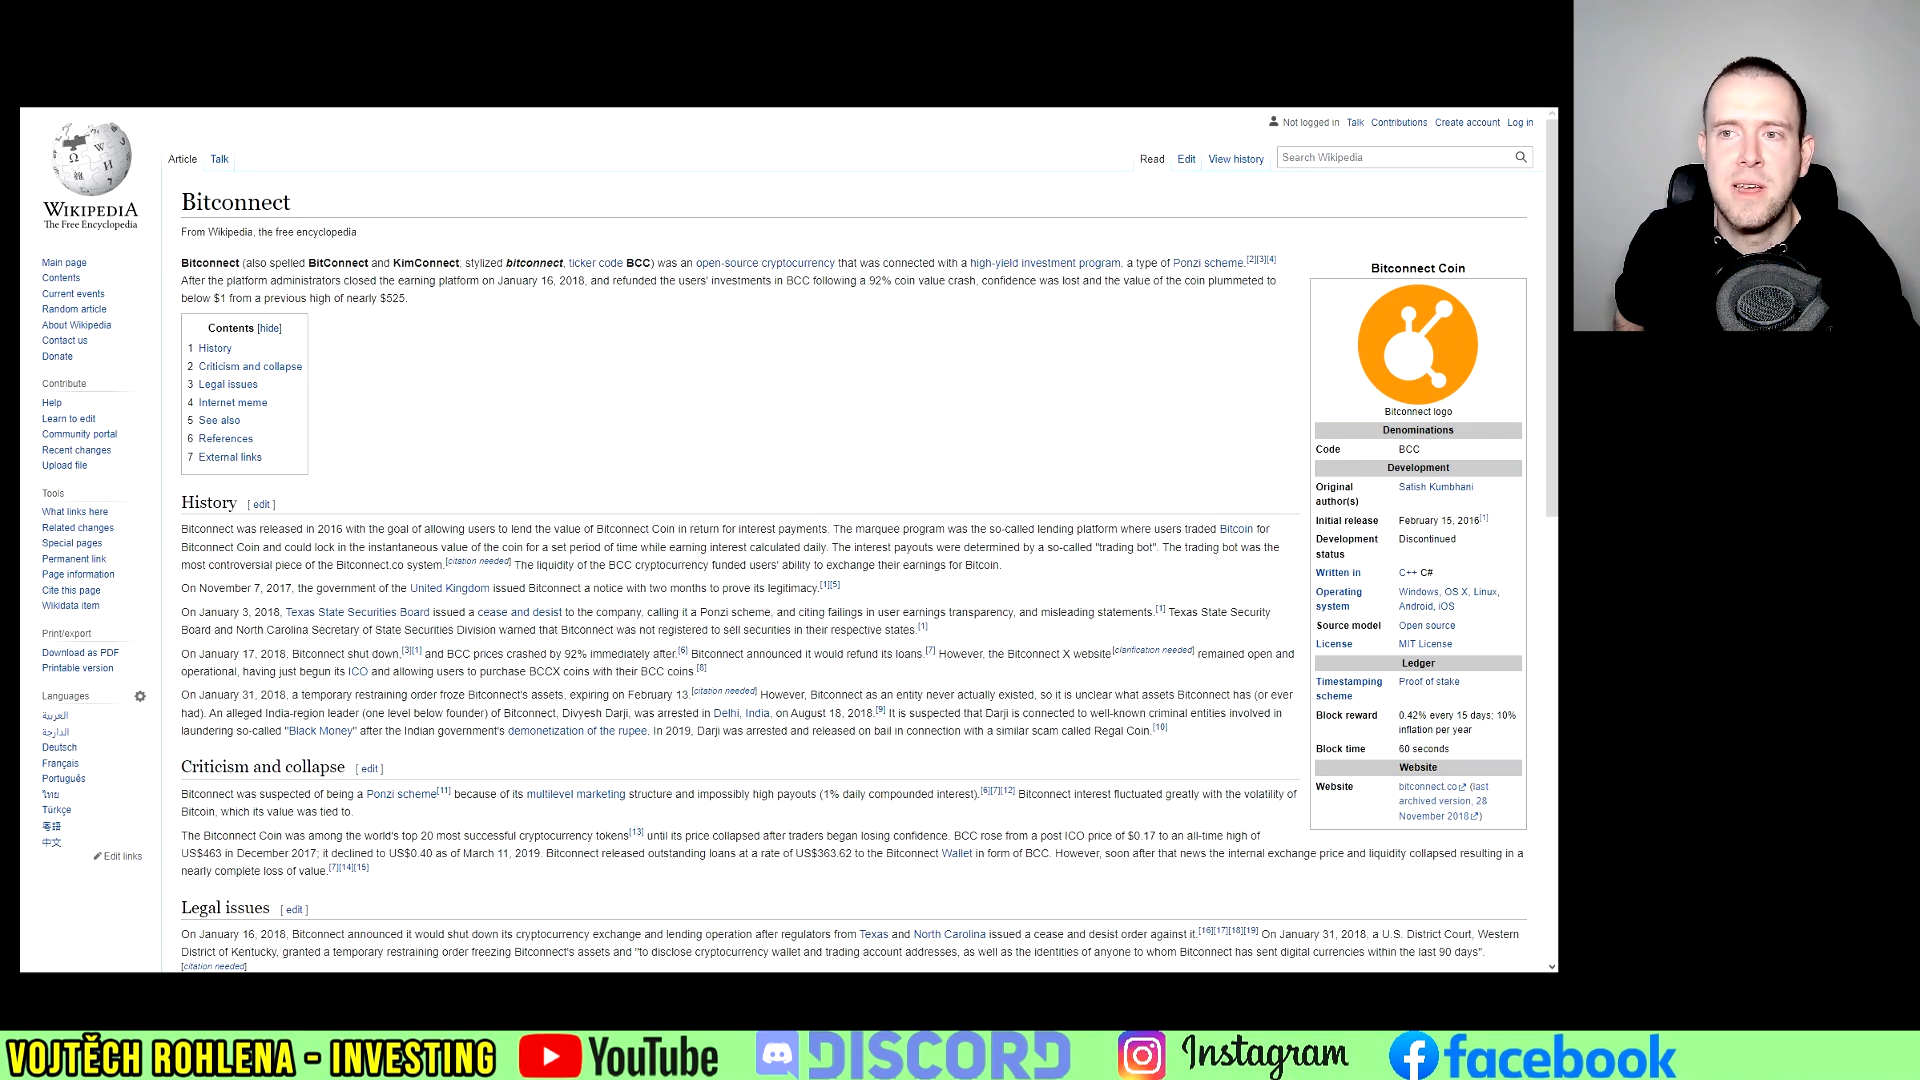 Not logged in Talk Contributions Create account Log in
Article Talk Read Edit View history Search Wikipedia
WIKIPEDIA
The Free Encyclopedia
Main page
Contents
Current events
Random article
About Wikipedia
Contact us
Donate
Contribute
Help
Learn to edit
Community portal
Recent changes
Upload file
Tools
What links here
Related changes
Special pages
Permanent link
Page information
Cite this page
Wikidata item
Print/export
Download as PDF
Printable version
Languages
العربية
الدارجة
Deutsch
Français
Português
ไทย
Türkçe
粵語
中文
Edit links
Bitconnect
From Wikipedia, the free encyclopedia
Bitconnect (also spelled BitConnect and KimConnect; stylized bitconnect, ticker code BCC) was an open-source cryptocurrency that was connected with a high-yield investment program, a type of Ponzi scheme.[2][3][4]
After the platform administrators closed the earning platform on January 16, 2018, and refunded the users' investments in BCC following a 92% coin value crash, confidence was lost and the value of the coin plummeted to
below $1 from a previous high of nearly $525.
Contents [hide]
1 History
2 Criticism and collapse
3 Legal issues
4 Internet meme
5 See also
6 References
7 External links
History [ edit ]
Bitconnect was released in 2016 with the goal of allowing users to lend the value of Bitconnect Coin in return for interest payments. The marquee program was the so-called lending platform where users traded Bitcoin for
Bitconnect Coin and could lock in the instantaneous value of the coin for a set period of time while earning interest calculated daily. The interest payouts were determined by a so-called "trading bot". The trading bot was the
most controversial piece of the Bitconnect.co system.[citation needed] The liquidity of the BCC cryptocurrency funded users' ability to exchange their earnings for Bitcoin.
On November 7, 2017, the government of the United Kingdom issued Bitconnect a notice with two months to prove its legitimacy.[1][5]
On January 3, 2018, Texas State Securities Board issued a cease and desist to the company, calling it a Ponzi scheme, and citing failings in user earnings transparency, and misleading statements.[1] Texas State Security
Board and North Carolina Secretary of State Securities Division warned that Bitconnect was not registered to sell securities in their respective states.[1]
On January 17, 2018, Bitconnect shut down,[3][1] and BCC prices crashed by 92% immediately after.[6] Bitconnect announced it would refund its loans.[7] However, the Bitconnect X website[clarification needed] remained open and
operational, having just begun its ICO and allowing users to purchase BCCX coins with their BCC coins.[8]
On January 31, 2018, a temporary restraining order froze Bitconnect's assets, expiring on February 13.[citation needed] However, Bitconnect as an entity never actually existed, so it is unclear what assets Bitconnect has (or ever
had). An alleged India-region leader (one level below founder) of Bitconnect, Divyesh Darji, was arrested in Delhi, India, on August 18, 2018.[9] It is suspected that Darji is connected to well-known criminal entities involved in
laundering so-called "Black Money" after the Indian government's demonetization of the rupee. In 2019, Darji was arrested and released on bail in connection with a similar scam called Regal Coin.[10]
Criticism and collapse [ edit ]
Bitconnect was suspected of being a Ponzi scheme[11] because of its multilevel marketing structure and impossibly high payouts (1% daily compounded interest).[6][7][12] Bitconnect interest fluctuated greatly with the volatility of
Bitcoin, which its value was tied to.
The Bitconnect Coin was among the world's top 20 most successful cryptocurrency tokens[13] until its price collapsed after traders began losing confidence. BCC rose from a post ICO price of $0.17 to an all-time high of
US$463 in December 2017; it declined to US$0.40 as of March 11, 2019. Bitconnect released outstanding loans at a rate of US$363.62 to the Bitconnect Wallet in form of BCC. However, soon after that news the internal exchange price and liquidity collapsed resulting in a
nearly complete loss of value.[7][14][15]
Legal issues [ edit ]
On January 16, 2018, Bitconnect announced it would shut down its cryptocurrency exchange and lending operation after regulators from Texas and North Carolina issued a cease and desist order against it.[16][17][18][19] On January 31, 2018, a U.S. District Court, Western
District of Kentucky, granted a temporary restraining order freezing Bitconnect's assets and "to disclose cryptocurrency wallet and trading account addresses, as well as the identities of anyone to whom Bitconnect has sent digital currencies within the last 90 days".
[citation needed]
Bitconnect Coin
Bitconnect logo
Denominations
Code BCC
Development
Original Satish Kumbhani
author(s)
Initial release February 15, 2016[1]
Development Discontinued
status
Written in C++ C#
Operating Windows, OS X, Linux,
system Android, iOS
Source model Open source
License MIT License
Ledger
Timestamping Proof of stake
scheme
Block reward 0.42% every 15 days; 10%
inflation per year
Block time 60 seconds
Website
Website bitconnect.co (last
archived version, 28
November 2018)
VOJTĚCH ROHLENA - INVESTING YouTube DISCORD Instagram facebook